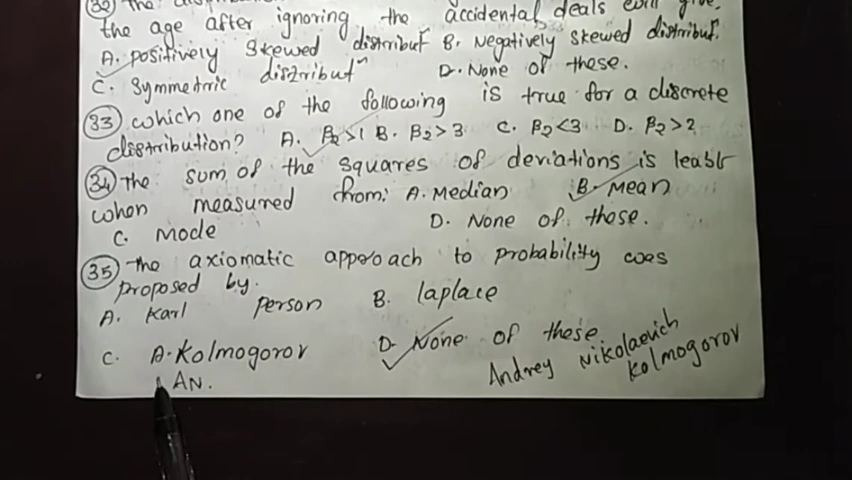 (32) The
the age after ignoring the accidental deals will give.
A. Positively Skewed distribut B. Negatively Skewed distribut.
C. Symmetric distribut^n D. None of these.
(33) which one of the following is true for a discrete
distribution? A. β2>1 B. β2>3 C. β2<3 D. β2>2
(34) The sum of the squares of deviations is least
when measured from: A. Median B. Mean
C. Mode D. None of these.
(35) The axiomatic approach to probability was
proposed by.
A. Karl person B. laplace
C. A. Kolmogorov D. None of these
AN. Andrey Nikolaevich
Kolmogorov